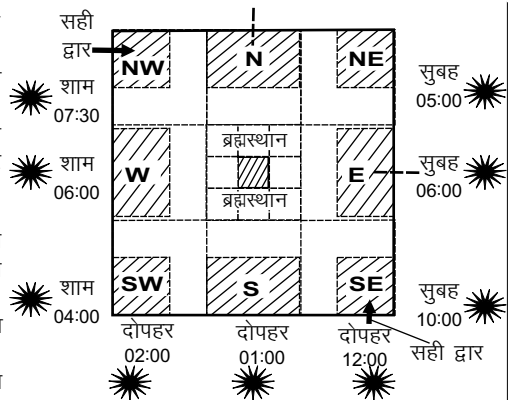 सही
द्वार
NW
N
NE
शाम
07:30
सुबह
05:00
ब्रह्मस्थान
शाम
06:00
W
E
सुबह
06:00
ब्रह्मस्थान
शाम
04:00
SW
S
SE
सुबह
10:00
दोपहर
02:00
दोपहर
01:00
दोपहर
12:00
सही द्वार